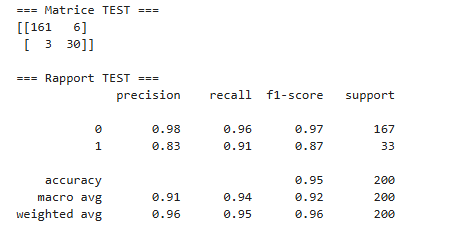 === Matrice TEST ===
[[161   6]
 [  3  30]]
=== Rapport TEST ===
              precision    recall  f1-score   support
           0       0.98      0.96      0.97       167
           1       0.83      0.91      0.87        33
    accuracy                           0.95       200
   macro avg       0.91      0.94      0.92       200
weighted avg       0.96      0.95      0.96       200